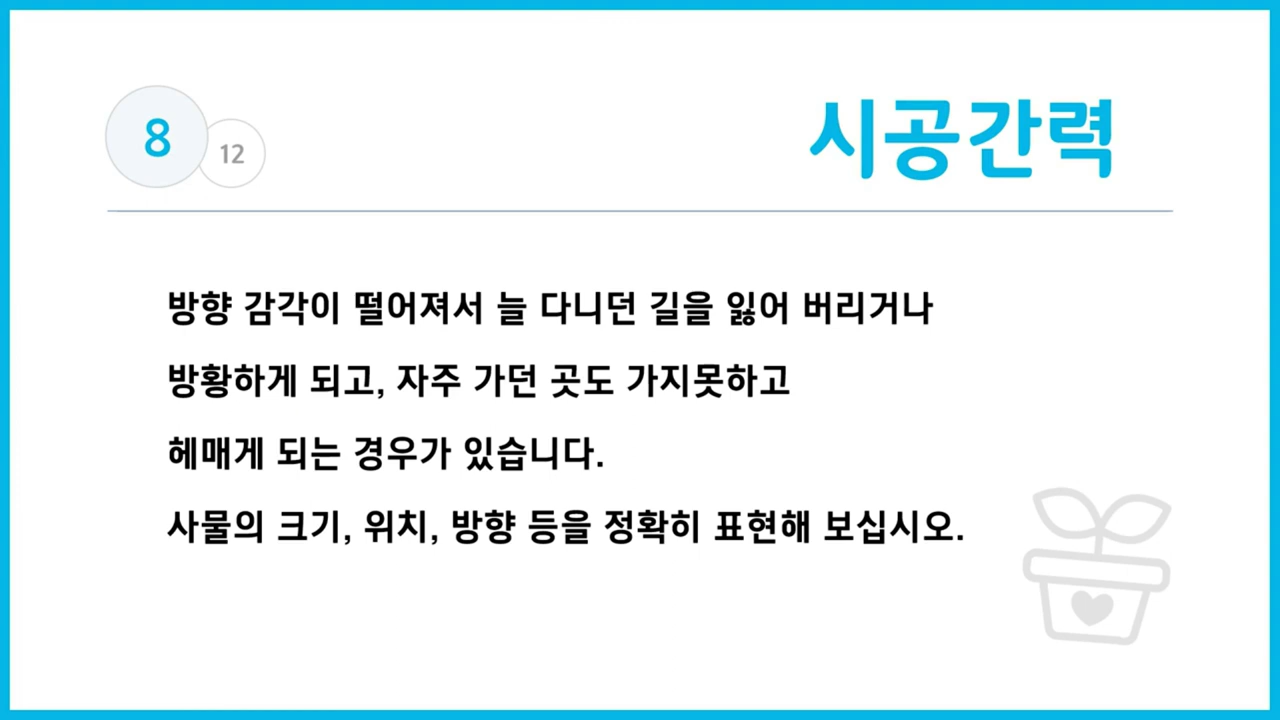 8
12
시공간력
방향 감각이 떨어져서 늘 다니던 길을 잃어 버리거나
방황하게 되고, 자주 가던 곳도 가지못하고
헤매게 되는 경우가 있습니다.
사물의 크기, 위치, 방향 등을 정확히 표현해 보십시오.